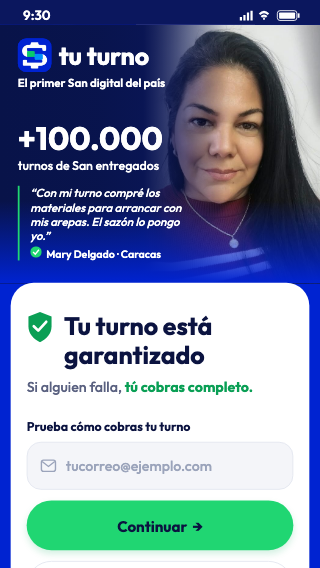 9:30
tu turno
El primer San digital del país
+100.000
turnos de San entregados
“Con mi turno compré los
materiales para arrancar con
mis arepas. El sazón lo pongo
yo.”
Mary Delgado · Caracas
Tu turno está
garantizado
Si alguien falla, tú cobras completo.
Prueba cómo cobras tu turno
tucorreo@ejemplo.com
Continuar →